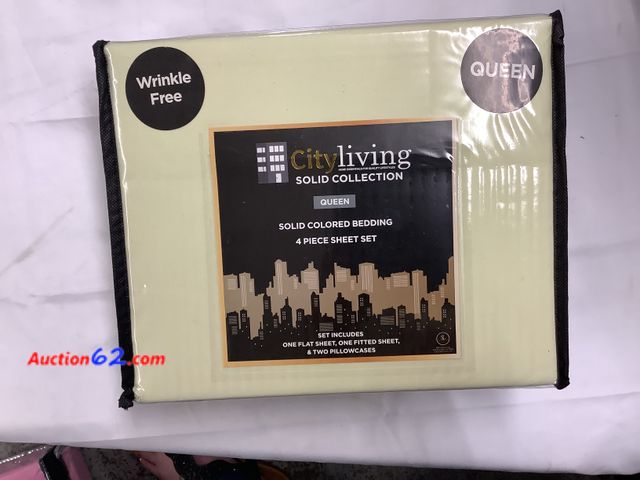 Wrinkle
Free
QUEEN
Cityliving
SOLID COLLECTION
QUEEN
SOLID COLORED BEDDING
4 PIECE SHEET SET
SET INCLUDES
ONE FLAT SHEET, ONE FITTED SHEET,
& TWO PILLOWCASES
Auction62.com